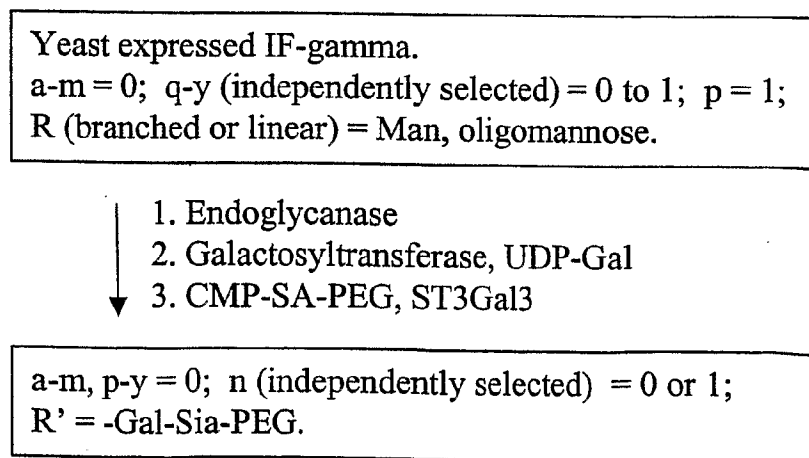 Yeast expressed IF-gamma.
a-m = 0; q-y (independently selected) = 0 to 1; p = 1;
R (branched or linear) = Man, oligomannose.
1. Endoglycanase
2. Galactosyltransferase, UDP-Gal
3. CMP-SA-PEG, ST3Gal3
a-m, p-y = 0; n (independently selected) = 0 or 1;
R’ = -Gal-Sia-PEG.